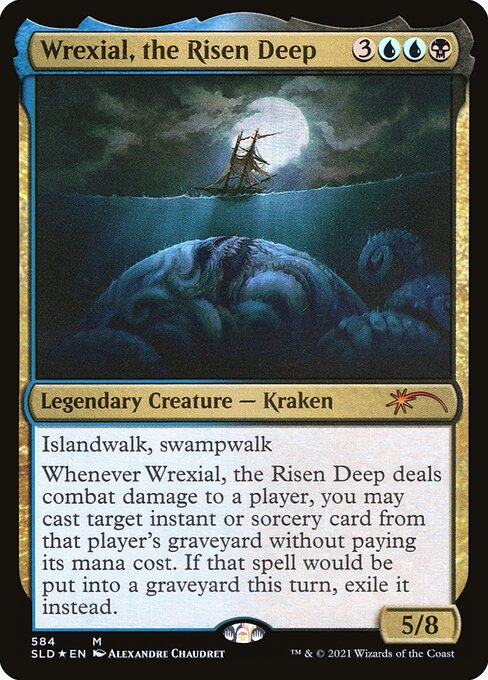 Wrexial, the Risen Deep 3
Legendary Creature — Kraken
Islandwalk, swampwalk
Whenever Wrexial, the Risen Deep deals
combat damage to a player, you may
cast target instant or sorcery card from
that player's graveyard without paying
its mana cost. If that spell would be
put into a graveyard this turn, exile it
instead.
5/8
584 M
SLD★EN Alexandre Chaudret
™ & © 2021 Wizards of the Coast